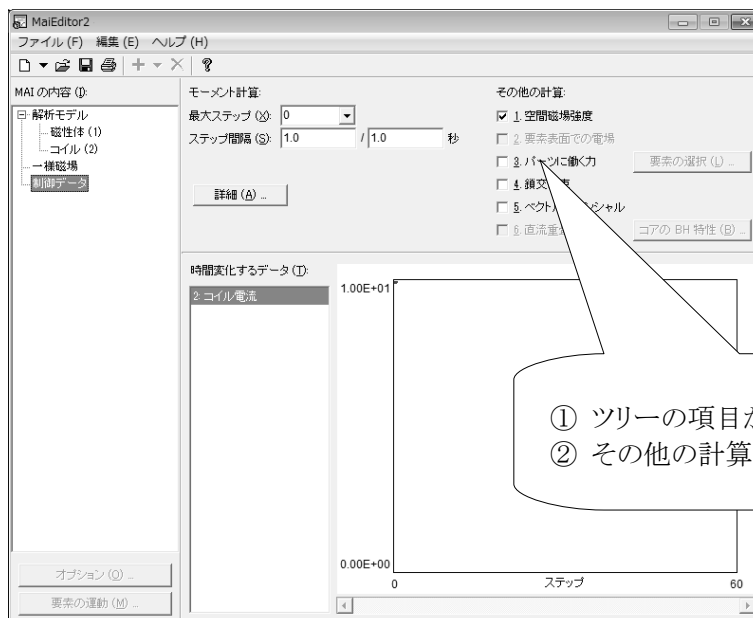 MaiEditor2
ファイル (F) 編集 (E) ヘルプ (H)
MAI の内容 (I):
解析モデル
磁性体 (1)
コイル (2)
一様磁場
制御データ
オプション (O) ...
要素の運動 (M) ...
モーメント計算:
最大ステップ (X): 0
ステップ間隔 (S): 1.0 / 1.0 秒
詳細 (A) ...
その他の計算:
1. 空間磁場強度
2. 要素表面での電場
3. パーツに働く力 要素の選択 (L) ...
4. 鎖交
5. ベクトル シャル
6. 直流重 コアの BH 特性 (B) ...
時間変化するデータ (T):
2: コイル電流
1.00E+01
0.00E+00
0 ステップ 60
① ツリーの項目
② その他の計算